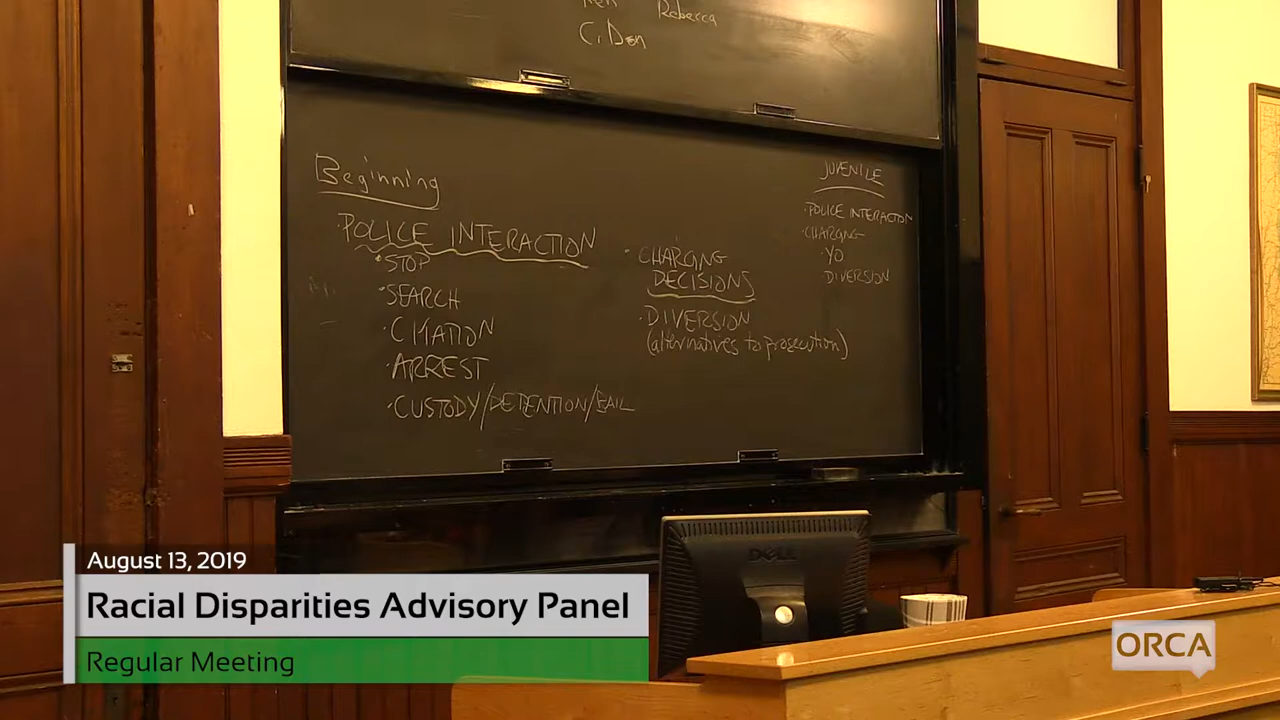 Rebecca
C. Don
Beginning
·POLICE INTERACTION
·STOP
·SEARCH
·CITATION
·ARREST
·CUSTODY/DETENTION/BAIL
·CHARGING
DECISIONS
·DIVERSION
(alternatives to prosecution)
JUVENILE
·POLICE INTERACTION
·CHARGING
·YO
·DIVERSION
DELL
August 13, 2019
Racial Disparities Advisory Panel
Regular Meeting
ORCA